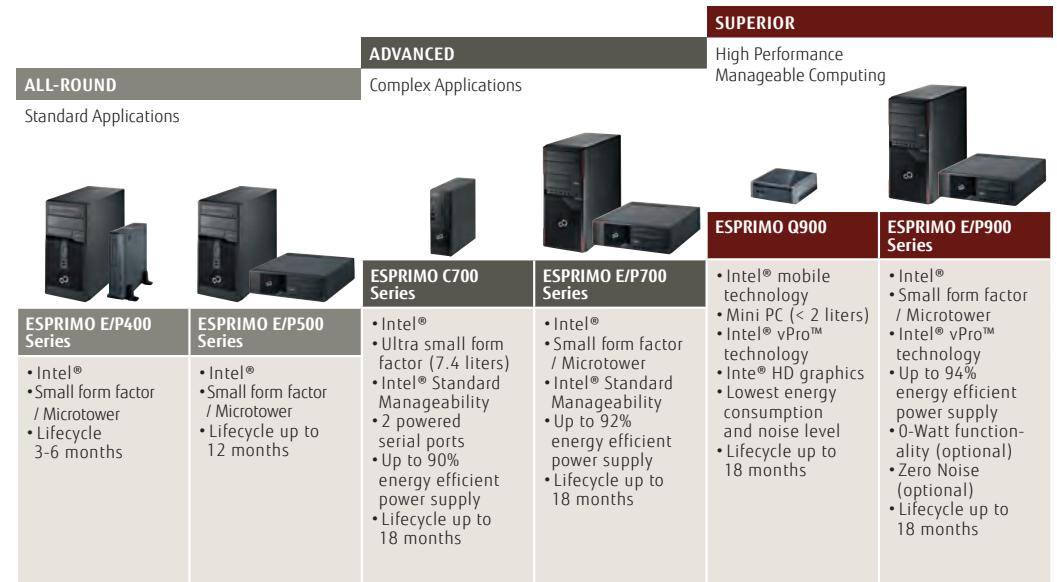 ALL-ROUND
Standard Applications
ESPRIMO E/P400
Series
• Intel®
• Small form factor
/ Microtower
• Lifecycle
3-6 months
ESPRIMO E/P500
Series
• Intel®
• Small form factor
/ Microtower
• Lifecycle up to
12 months
ADVANCED
Complex Applications
ESPRIMO C700
Series
• Intel®
• Ultra small form
factor (7.4 liters)
• Intel® Standard
Manageability
• 2 powered
serial ports
• Up to 90%
energy efficient
power supply
• Lifecycle up to
18 months
ESPRIMO E/P700
Series
• Intel®
• Small form factor
/ Microtower
• Intel® Standard
Manageability
• Up to 92%
energy efficient
power supply
• Lifecycle up to
18 months
SUPERIOR
High Performance
Manageable Computing
ESPRIMO Q900
• Intel® mobile
technology
• Mini PC (< 2 liters)
• Intel® vPro™
technology
• Inte® HD graphics
• Lowest energy
consumption
and noise level
• Lifecycle up to
18 months
ESPRIMO E/P900
Series
• Intel®
• Small form factor
/ Microtower
• Intel® vPro™
technology
• Up to 94%
energy efficient
power supply
• 0-Watt function-
ality (optional)
• Zero Noise
(optional)
• Lifecycle up to
18 months